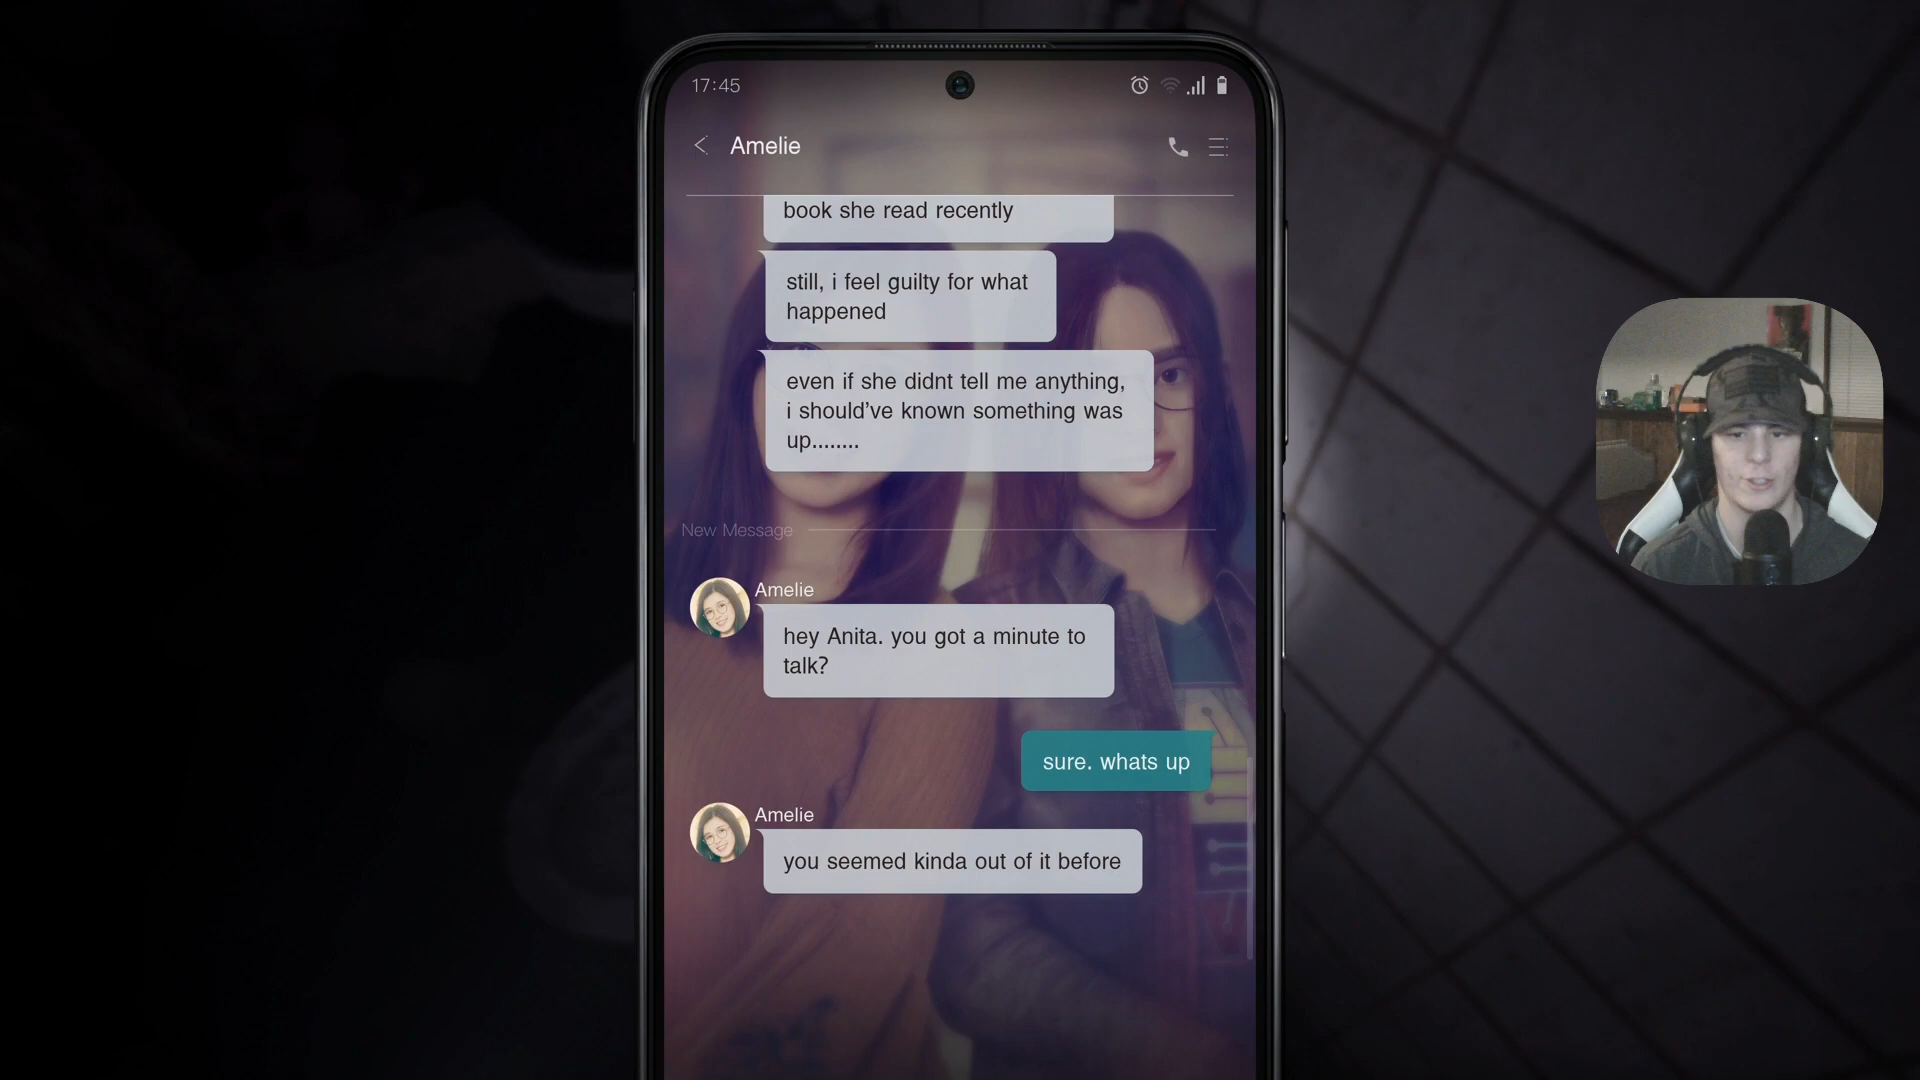 17:45
Amelie
book she read recently
still, i feel guilty for what
happened
even if she didnt tell me anything,
i should’ve known something was
up........
New Message
Amelie
hey Anita. you got a minute to
talk?
sure. whats up
Amelie
you seemed kinda out of it before